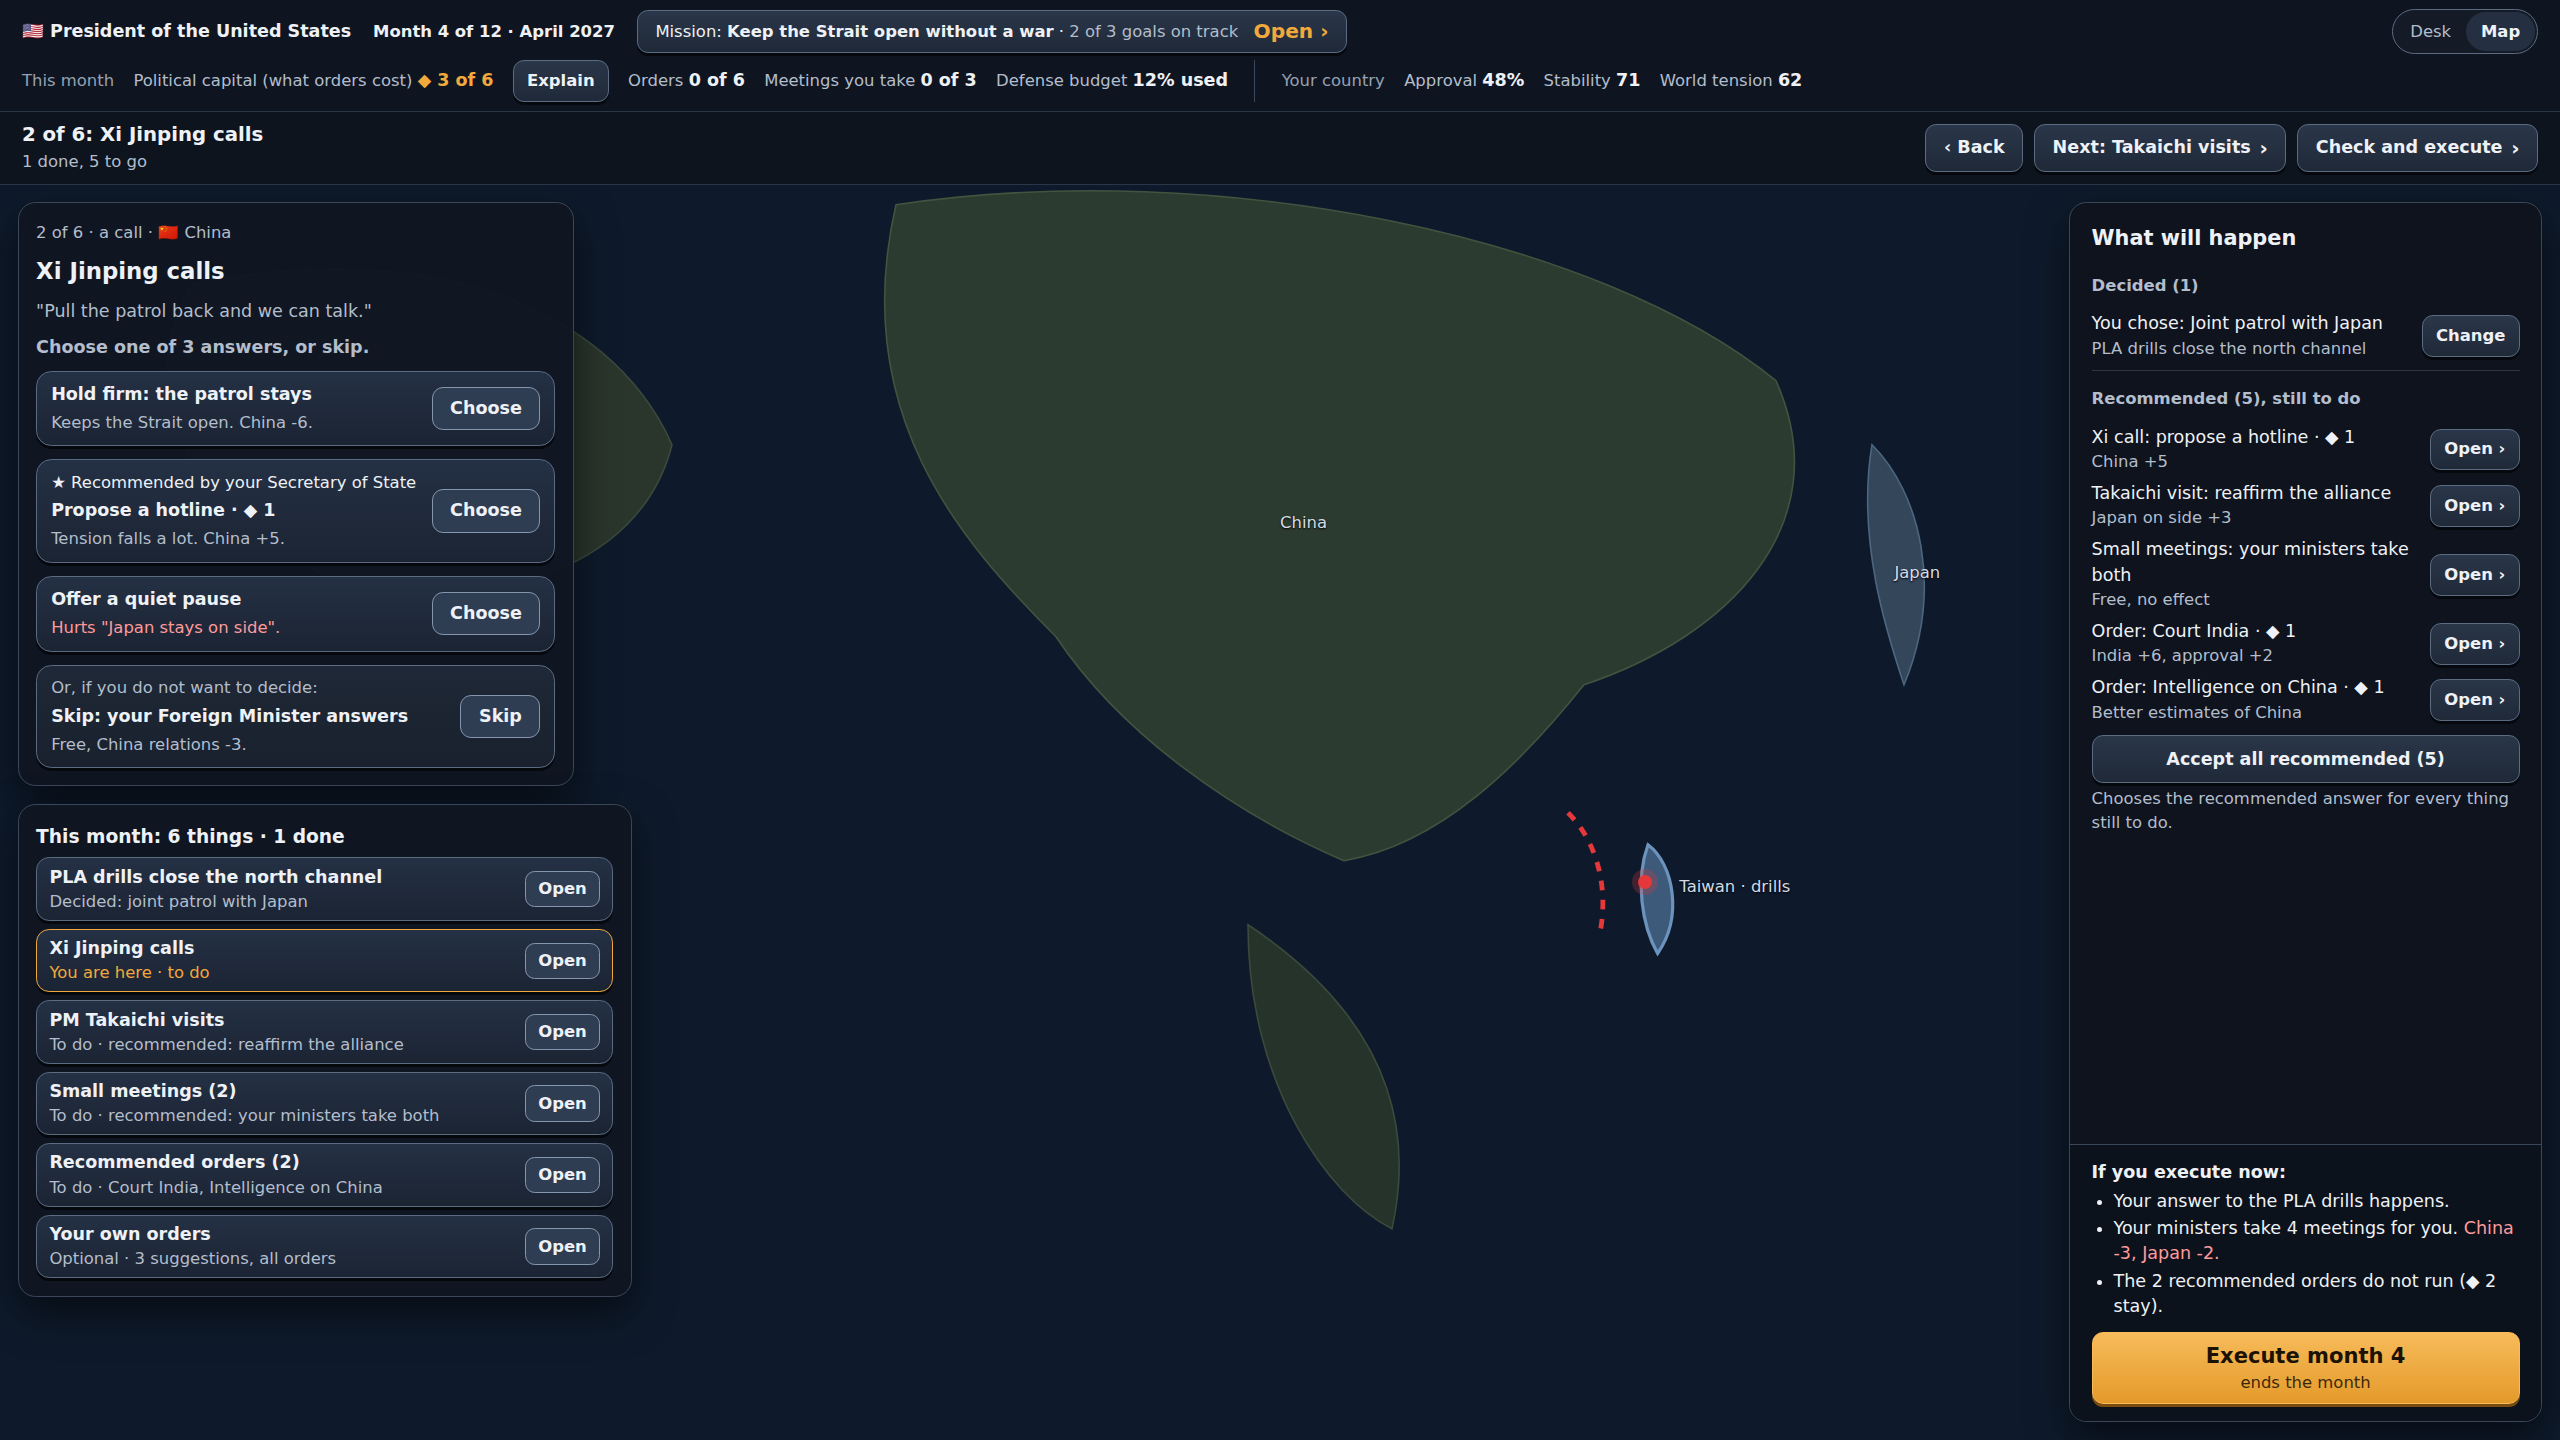 🇺🇸 President of the United States
Month 4 of 12 · April 2027
Mission: Keep the Strait open without a war · 2 of 3 goals on track Open ›
Desk
Map
This month
Political capital (what orders cost) ◆ 3 of 6
Explain
Orders 0 of 6
Meetings you take 0 of 3
Defense budget 12% used
Your country
Approval 48%
Stability 71
World tension 62
2 of 6: Xi Jinping calls
1 done, 5 to go
‹ Back
Next: Takaichi visits ›
Check and execute ›
2 of 6 · a call · 🇨🇳 China
Xi Jinping calls
"Pull the patrol back and we can talk."
Choose one of 3 answers, or skip.
Hold firm: the patrol stays
Keeps the Strait open. China -6.
Choose
★ Recommended by your Secretary of State
Propose a hotline · ◆ 1
Tension falls a lot. China +5.
Choose
Offer a quiet pause
Hurts "Japan stays on side".
Choose
Or, if you do not want to decide:
Skip: your Foreign Minister answers
Free, China relations -3.
Skip
This month: 6 things · 1 done
PLA drills close the north channel
Decided: joint patrol with Japan
Open
Xi Jinping calls
You are here · to do
Open
PM Takaichi visits
To do · recommended: reaffirm the alliance
Open
Small meetings (2)
To do · recommended: your ministers take both
Open
Recommended orders (2)
To do · Court India, Intelligence on China
Open
Your own orders
Optional · 3 suggestions, all orders
Open
China
Japan
Taiwan · drills
What will happen
Decided (1)
You chose: Joint patrol with Japan
PLA drills close the north channel
Change
Recommended (5), still to do
Xi call: propose a hotline · ◆ 1
China +5
Open ›
Takaichi visit: reaffirm the alliance
Japan on side +3
Open ›
Small meetings: your ministers take
both
Free, no effect
Open ›
Order: Court India · ◆ 1
India +6, approval +2
Open ›
Order: Intelligence on China · ◆ 1
Better estimates of China
Open ›
Accept all recommended (5)
Chooses the recommended answer for every thing
still to do.
If you execute now:
• Your answer to the PLA drills happens.
• Your ministers take 4 meetings for you. China
-3, Japan -2.
• The 2 recommended orders do not run (◆ 2
stay).
Execute month 4
ends the month